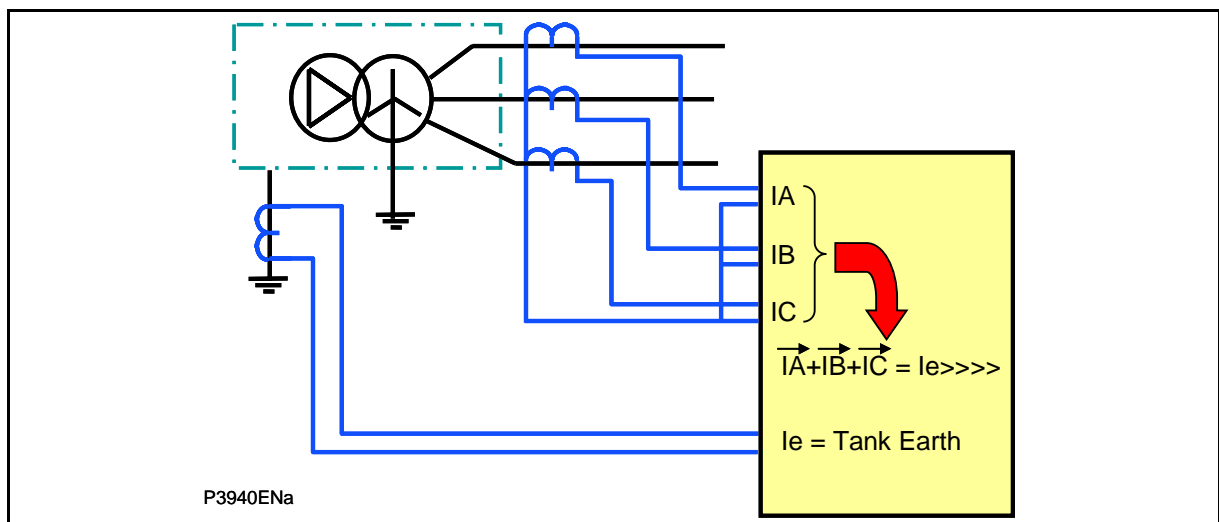 IA
IB
IC
IA+IB+IC = Ie>>>>
Ie = Tank Earth
P3940ENa